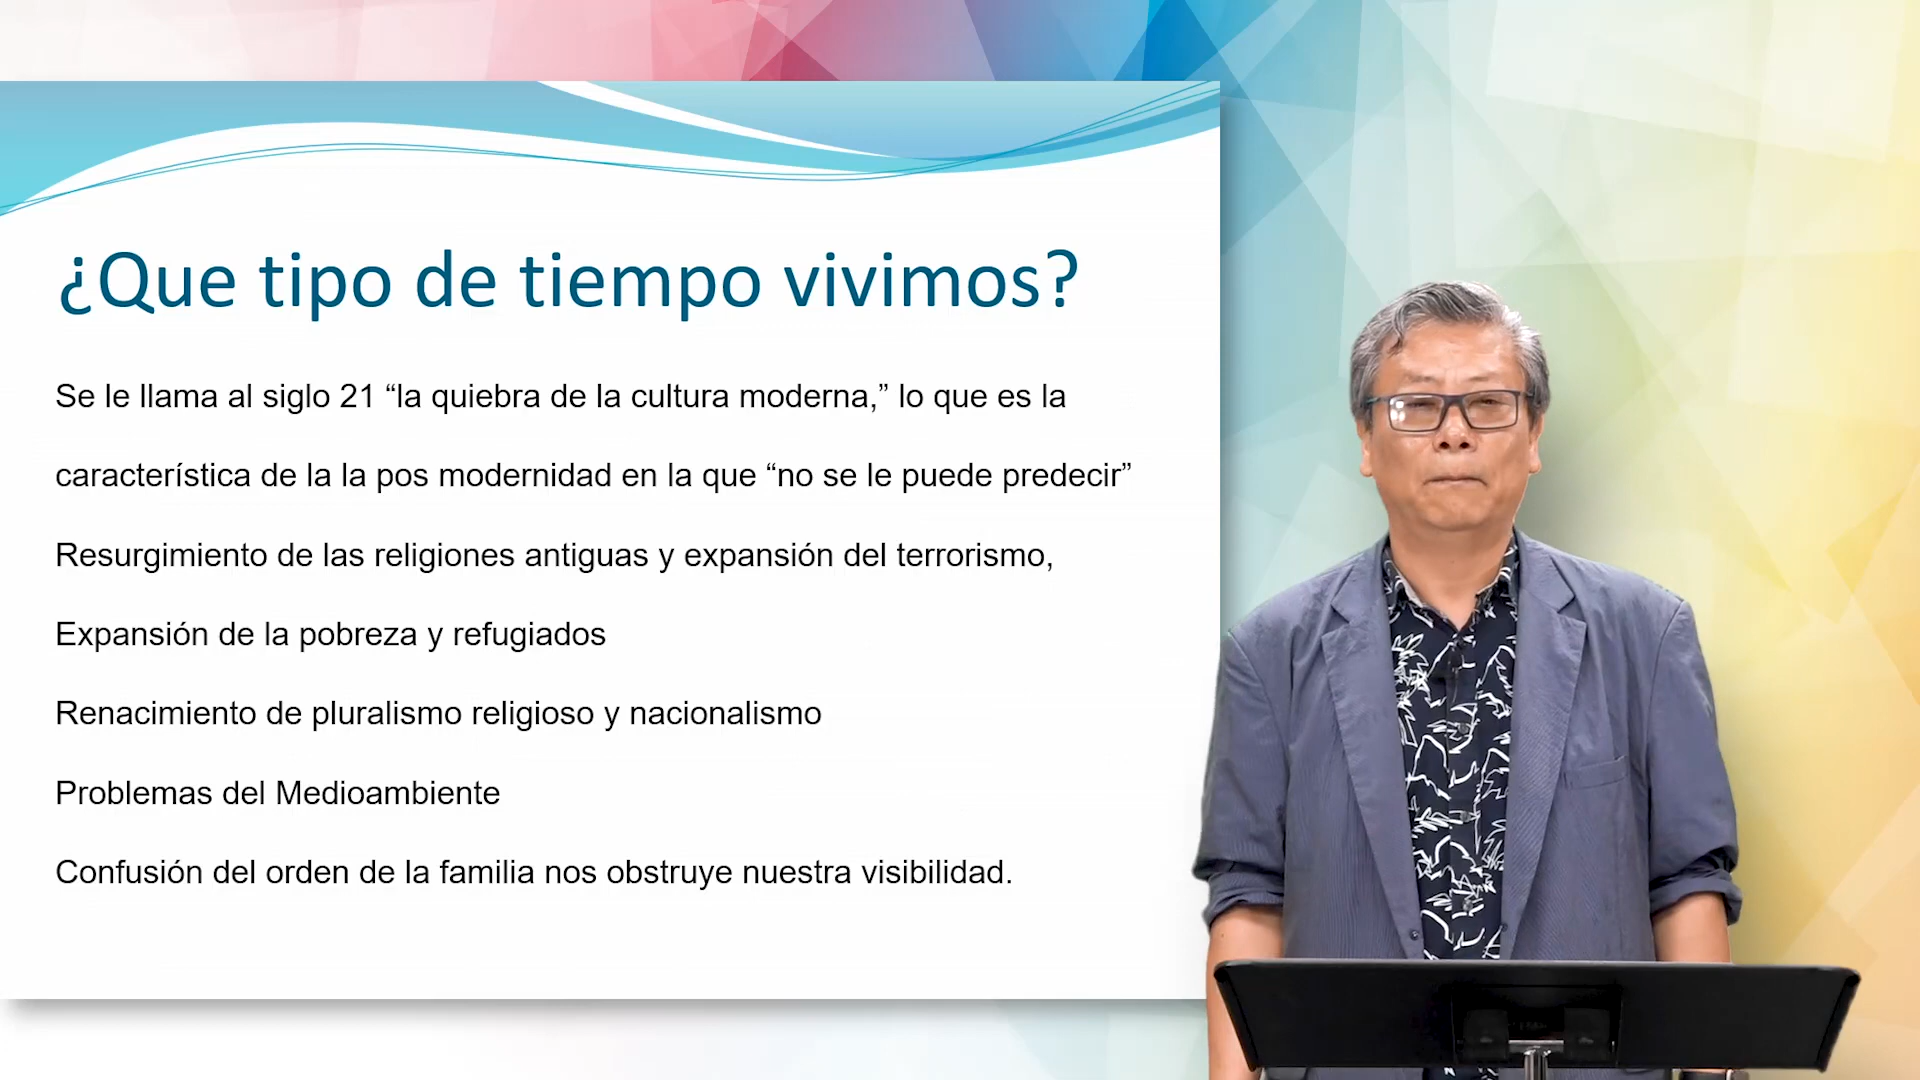 ¿Que tipo de tiempo vivimos?
Se le llama al siglo 21 “la quiebra de la cultura moderna,” lo que es la
característica de la la pos modernidad en la que “no se le puede predecir”
Resurgimiento de las religiones antiguas y expansión del terrorismo,
Expansión de la pobreza y refugiados
Renacimiento de pluralismo religioso y nacionalismo
Problemas del Medioambiente
Confusión del orden de la familia nos obstruye nuestra visibilidad.